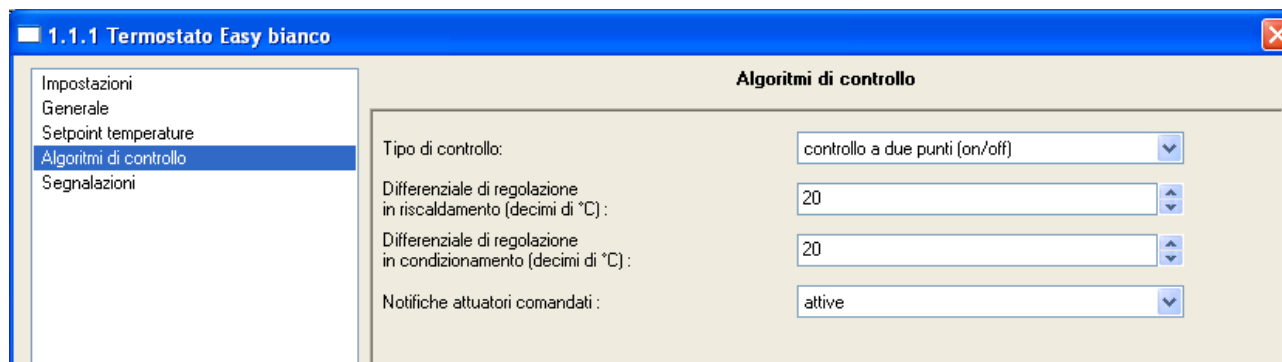 1.1.1 Termostato Easy bianco
Impostazioni
Generale
Setpoint temperature
Algoritmi di controllo
Segnalazioni
Algoritmi di controllo
Tipo di controllo:
controllo a due punti (on/off)
Differenziale di regolazione
in riscaldamento (decimi di °C) :
20
Differenziale di regolazione
in condizionamento (decimi di °C) :
20
Notifiche attuatori comandati :
attive